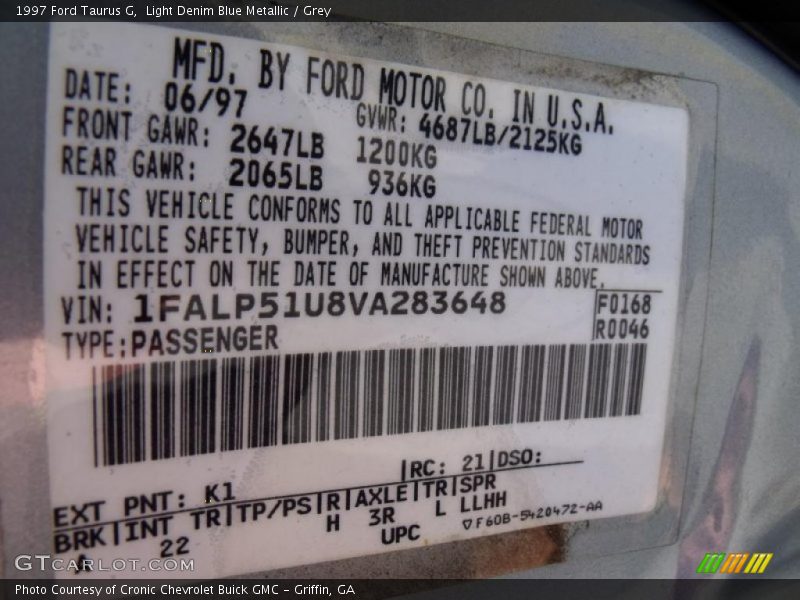 1997 Ford Taurus G,  Light Denim Blue Metallic / Grey
MFD. BY FORD MOTOR CO. IN U.S.A.
DATE: 06/97 GVWR: 4687LB/2125KG
FRONT GAWR: 2647LB 1200KG
REAR GAWR: 2065LB 936KG
THIS VEHICLE CONFORMS TO ALL APPLICABLE FEDERAL MOTOR
VEHICLE SAFETY, BUMPER, AND THEFT PREVENTION STANDARDS
IN EFFECT ON THE DATE OF MANUFACTURE SHOWN ABOVE.
VIN: 1FALP51U8VA283648 F0168
TYPE:PASSENGER R0046
EXT PNT: K1 |RC: 21|DSO:
BRK|INT TR|TP/PS|R|AXLE|TR|SPR
A 22 H 3R L LLHH
UPC ▽F60B-5420472-AA
GTCARLOT.COM
Photo Courtesy of Cronic Chevrolet Buick GMC – Griffin, GA